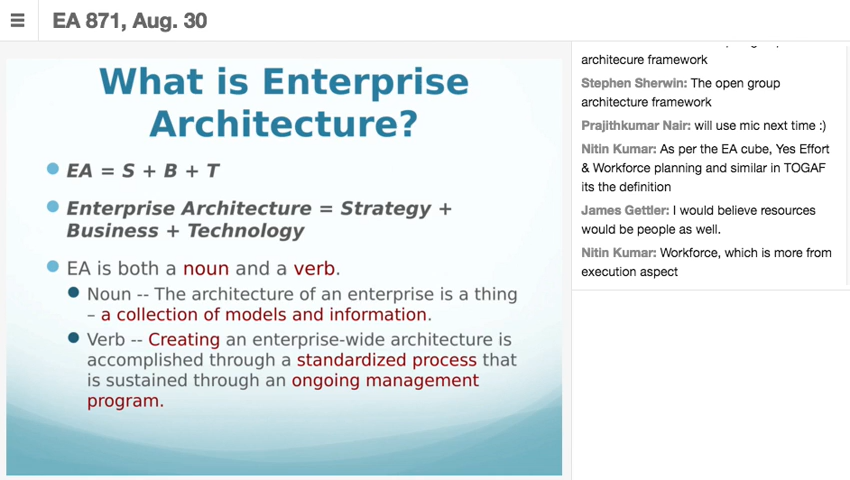 EA 871, Aug. 30
What is Enterprise
Architecture?
EA = S + B + T
Enterprise Architecture = Strategy +
Business + Technology
EA is both a noun and a verb.
Noun -- The architecture of an enterprise is a thing
– a collection of models and information.
Verb -- Creating an enterprise-wide architecture is
accomplished through a standardized process that
is sustained through an ongoing management
program.
architecure framework
Stephen Sherwin: The open group
architecture framework
Prajithkumar Nair: will use mic next time :)
Nitin Kumar: As per the EA cube, Yes Effort
& Workforce planning and similar in TOGAF
its the definition
James Gettler: I would believe resources
would be people as well.
Nitin Kumar: Workforce, which is more from
execution aspect